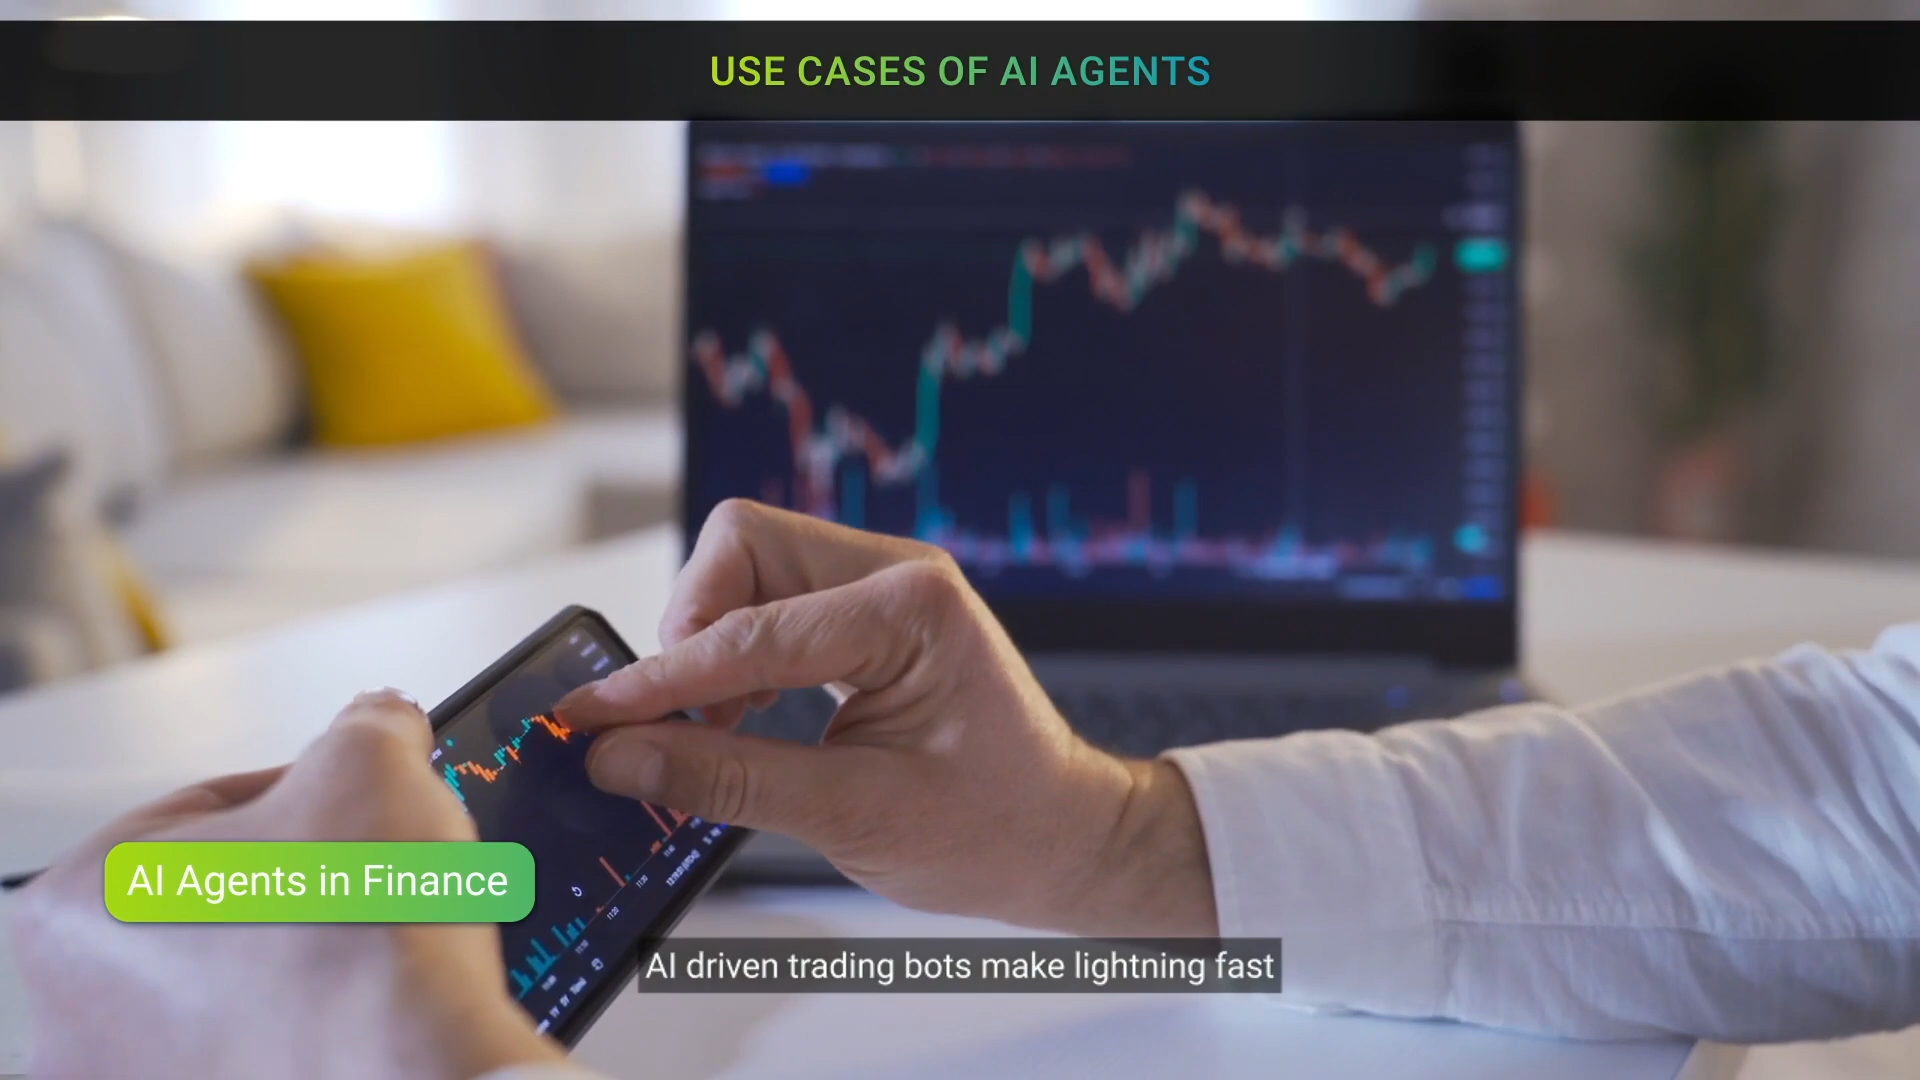 USE CASES OF AI AGENTS
AI Agents in Finance
AI driven trading bots make lightning fast